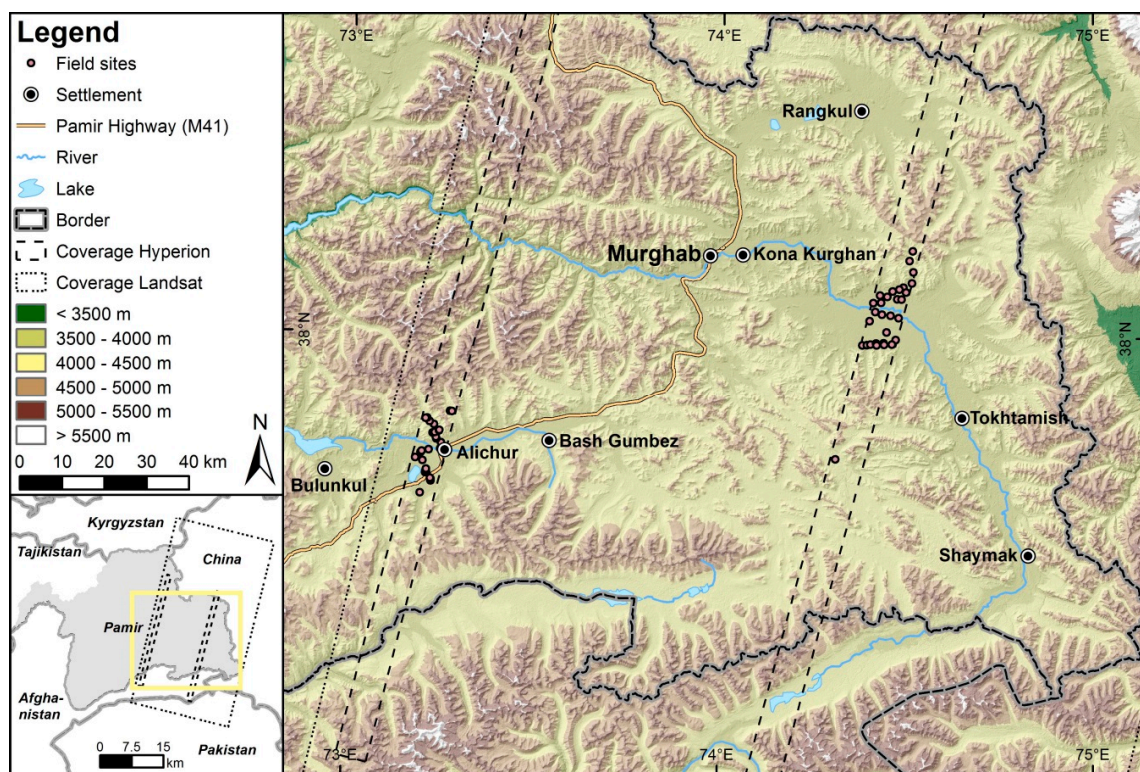 Legend
Field sites
Settlement
Pamir Highway (M41)
River
Lake
Border
Coverage Hyperion
Coverage Landsat
< 3500 m
3500 - 4000 m
4000 - 4500 m
4500 - 5000 m
5000 - 5500 m
> 5500 m
N
0 10 20 30 40 km
Kyrgyzstan
Tajikistan
China
Pamir
Afgha-
nistan
Pakistan
0 7.5 15
km
73°E
74°E
75°E
Rangkul
Murghab
Kona Kurghan
38°N
38°N
Tokhtamish
Alichur
Bash Gumbez
Bulunkul
Shaymak
73°E
74°E
75°E